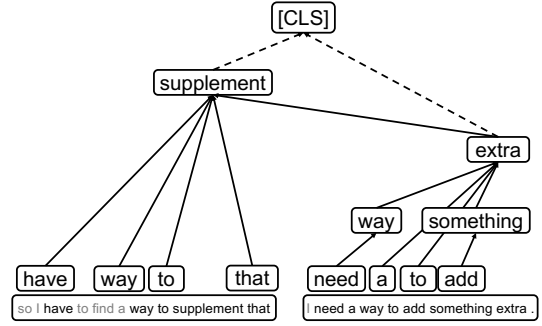 [CLS]
supplement
extra
way
something
have
way
to
that
need
a
to
add
so I have to find a way to supplement that
I need a way to add something extra .